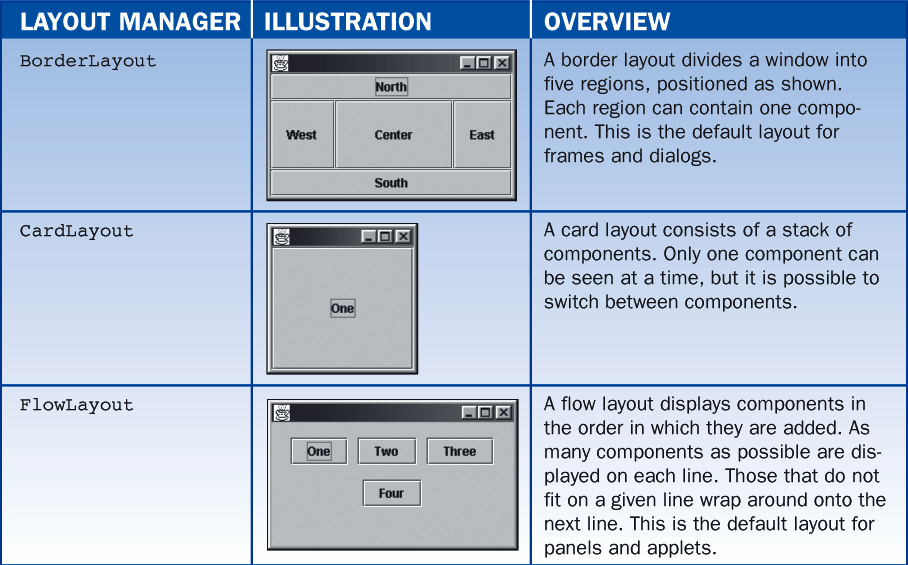 LAYOUT MANAGER
ILLUSTRATION
OVERVIEW
BorderLayout
North
West
Center
East
South
A border layout divides a window into
five regions, positioned as shown.
Each region can contain one compo-
nent. This is the default layout for
frames and dialogs.
CardLayout
One
A card layout consists of a stack of
components. Only one component can
be seen at a time, but it is possible to
switch between components.
FlowLayout
One
Two
Three
Four
A flow layout displays components in
the order in which they are added. As
many components as possible are dis-
played on each line. Those that do not
fit on a given line wrap around onto the
next line. This is the default layout for
panels and applets.